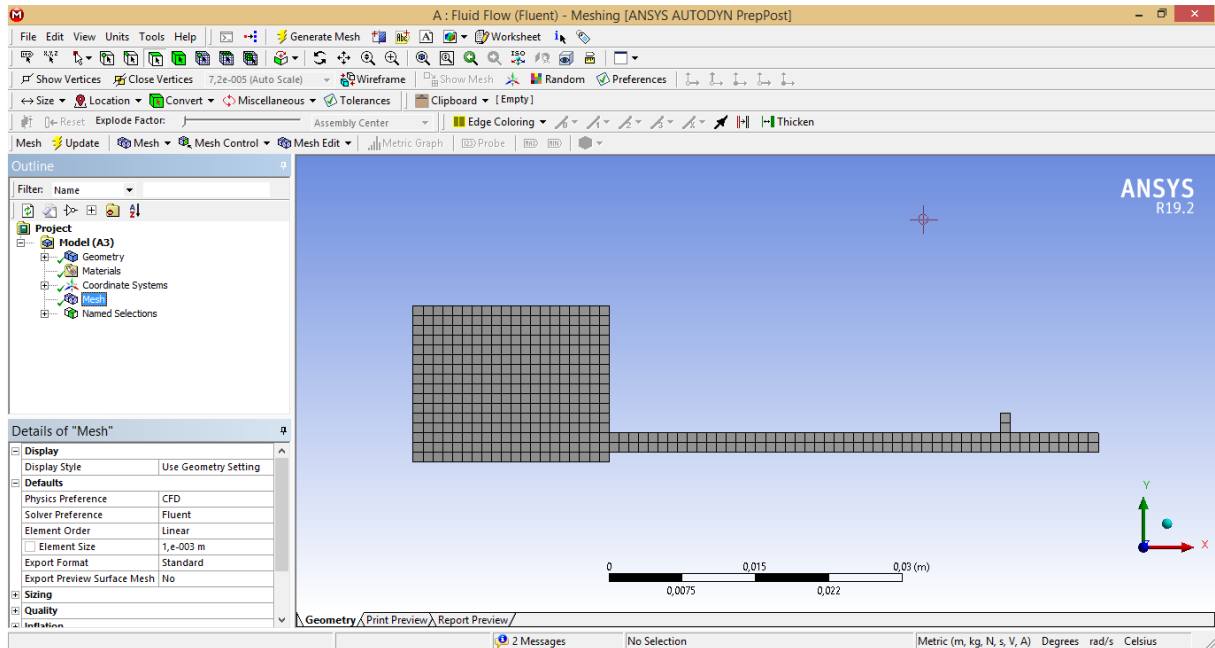 A : Fluid Flow (Fluent) - Meshing [ANSYS AUTODYN PrepPost]
File Edit View Units Tools Help Generate Mesh A Worksheet
Show Vertices Close Vertices 7,2e-005 (Auto Scale) Wireframe Show Mesh Random Preferences
Size Location Convert Miscellaneous Tolerances Clipboard [Empty]
Reset Explode Factor: Assembly Center Edge Coloring Thicken
Mesh Update Mesh Mesh Control Mesh Edit Metric Graph Probe
Outline
Filter: Name
Project
Model (A3)
Geometry
Materials
Coordinate Systems
Mesh
Named Selections
ANSYS
R19.2
Details of "Mesh"
Display
Display Style Use Geometry Setting
Defaults
Physics Preference CFD
Solver Preference Fluent
Element Order Linear
Element Size 1,e-003 m
Export Format Standard
Export Preview Surface Mesh No
Sizing
Quality
Inflation
Y
X
0 0,015 0,03 (m)
0,0075 0,022
Geometry Print Preview Report Preview
2 Messages No Selection Metric (m, kg, N, s, V, A) Degrees rad/s Celsius